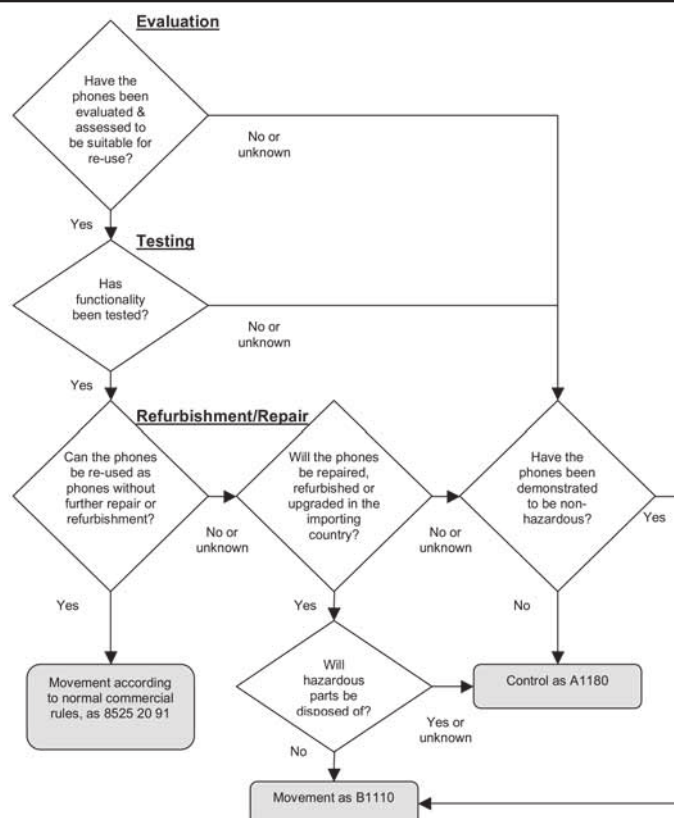 Evaluation
Have the
phones been
evaluated &
assessed to
be suitable for
re-use?
No or
unknown
Yes
Testing
Has
functionality
been tested?
No or
unknown
Yes
Refurbishment/Repair
Can the phones
be re-used as
phones without
further repair or
refurbishment?
No or
unknown
Will the phones
be repaired,
refurbished or
upgraded in the
importing
country?
No or
unknown
Have the
phones been
demonstrated
to be non-
hazardous?
Yes
Yes
Yes
No
Movement according
to normal commercial
rules, as 8525 20 91
Will
hazardous
parts be
disposed of?
Yes or
unknown
Control as A1180
No
Movement as B1110